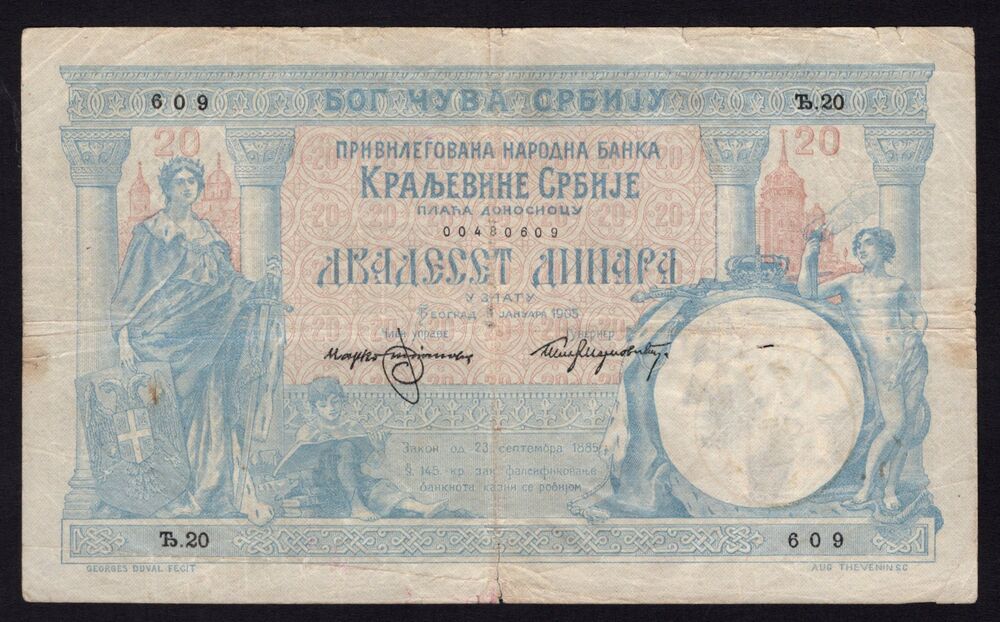 609
БОГ ЧУВА СРБИЈУ
Ђ.20
20
20
ПРИВИЛЕГОВАНА НАРОДНА БАНКА
КРАЉЕВИНЕ СРБИЈЕ
ПЛАЋА ДОНОСИОЦУ
00480609
ДВАДЕСЕТ ДИНАРА
У ЗЛАТУ
БЕОГРАД 5 ЈАНУАРА 1905
Члан управе
Гувернер
Закон од 23. септембра 1885
§. 145. кр. зак. фалсификовање
банкнота казни се робијом
Ђ.20
609
GEORGES DUVAL FECIT
AUG THEVENIN SC